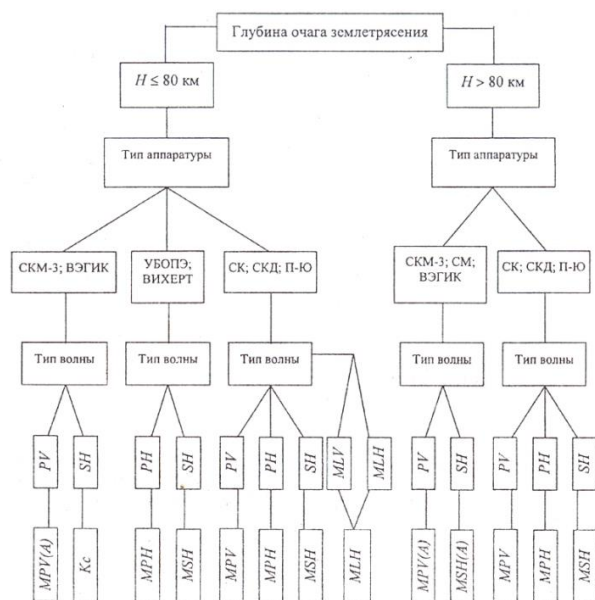 Глубина очага землетрясения
H ≤ 80 км
H > 80 км
Тип аппаратуры
Тип аппаратуры
СКМ-3; ВЭГИК
УБОПЭ;
ВИХЕРТ
СК; СКД; П-Ю
СКМ-3; СМ;
ВЭГИК
СК; СКД; П-Ю
Тип волны
Тип волны
Тип волны
Тип волны
Тип волны
PV
SH
PH
SH
PV
PH
SH
MLV
MLH
PV
SH
PV
PH
SH
MPV(A)
Kc
MPH
MSH
MPV
MPH
MSH
MLH
MPV(A)
MSH(A)
MPV
MPH
MSH